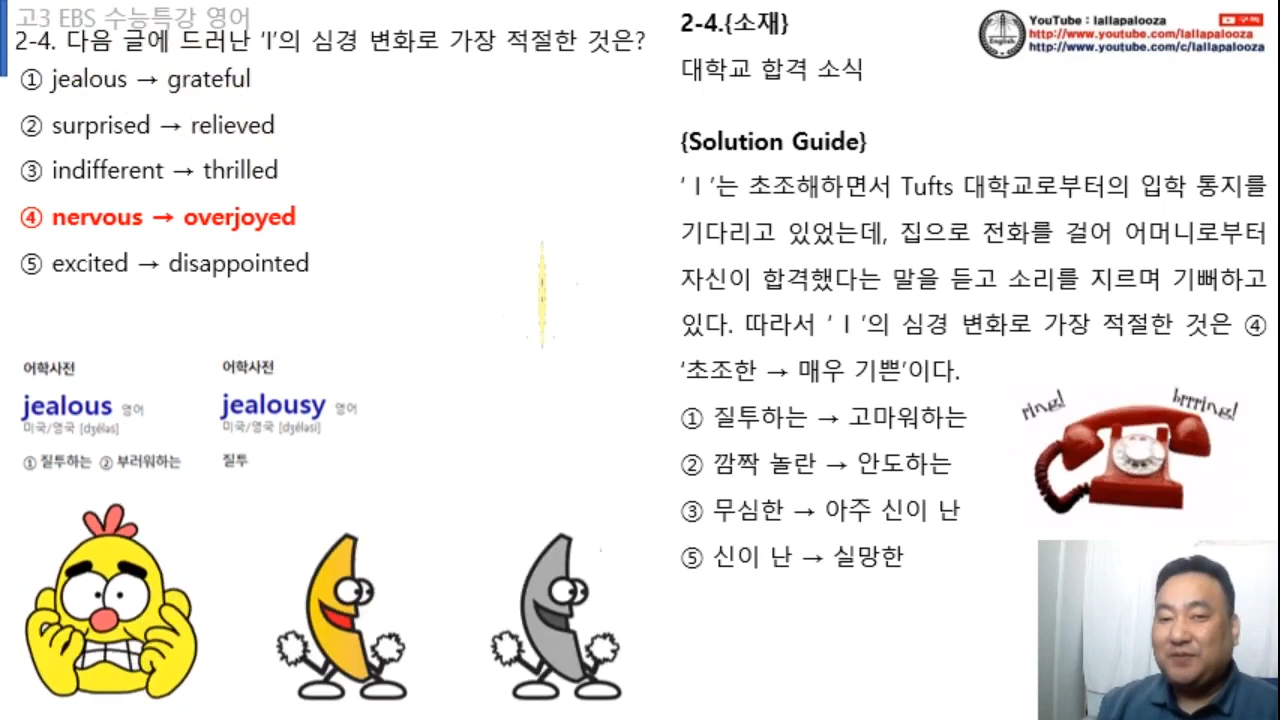 고3 EBS 수능특강 영어
2-4. 다음 글에 드러난 ‘I’의 심경 변화로 가장 적절한 것은?
① jealous → grateful
② surprised → relieved
③ indifferent → thrilled
④ nervous → overjoyed
⑤ excited → disappointed
어학사전
jealous 영어
미국/영국 [dʒéləs]
① 질투하는 ② 부러워하는
어학사전
jealousy 영어
미국/영국 [dʒéləsi]
질투
2-4.{소재}
대학교 합격 소식
{Solution Guide}
‘Ⅰ’는 초조해하면서 Tufts 대학교로부터의 입학 통지를
기다리고 있었는데, 집으로 전화를 걸어 어머니로부터
자신이 합격했다는 말을 듣고 소리를 지르며 기뻐하고
있다. 따라서 ‘Ⅰ’의 심경 변화로 가장 적절한 것은 ④
‘초조한 → 매우 기쁜’이다.
① 질투하는 → 고마워하는
② 깜짝 놀란 → 안도하는
③ 무심한 → 아주 신이 난
⑤ 신이 난 → 실망한
ring!
brrring!
English
YouTube : lallapalooza
구독
http://www.youtube.com/lallapalooza
http://www.youtube.com/c/lallapalooza